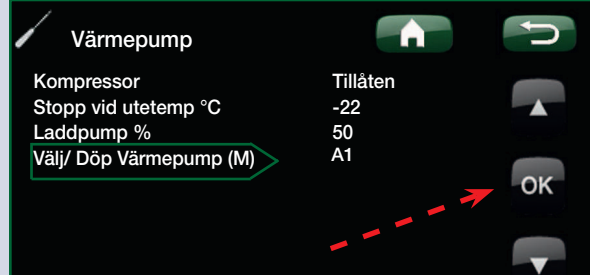 Värmepump
Kompressor Tillåten
Stopp vid utetemp °C -22
Laddpump % 50
Välj/ Döp Värmepump (M) A1
OK